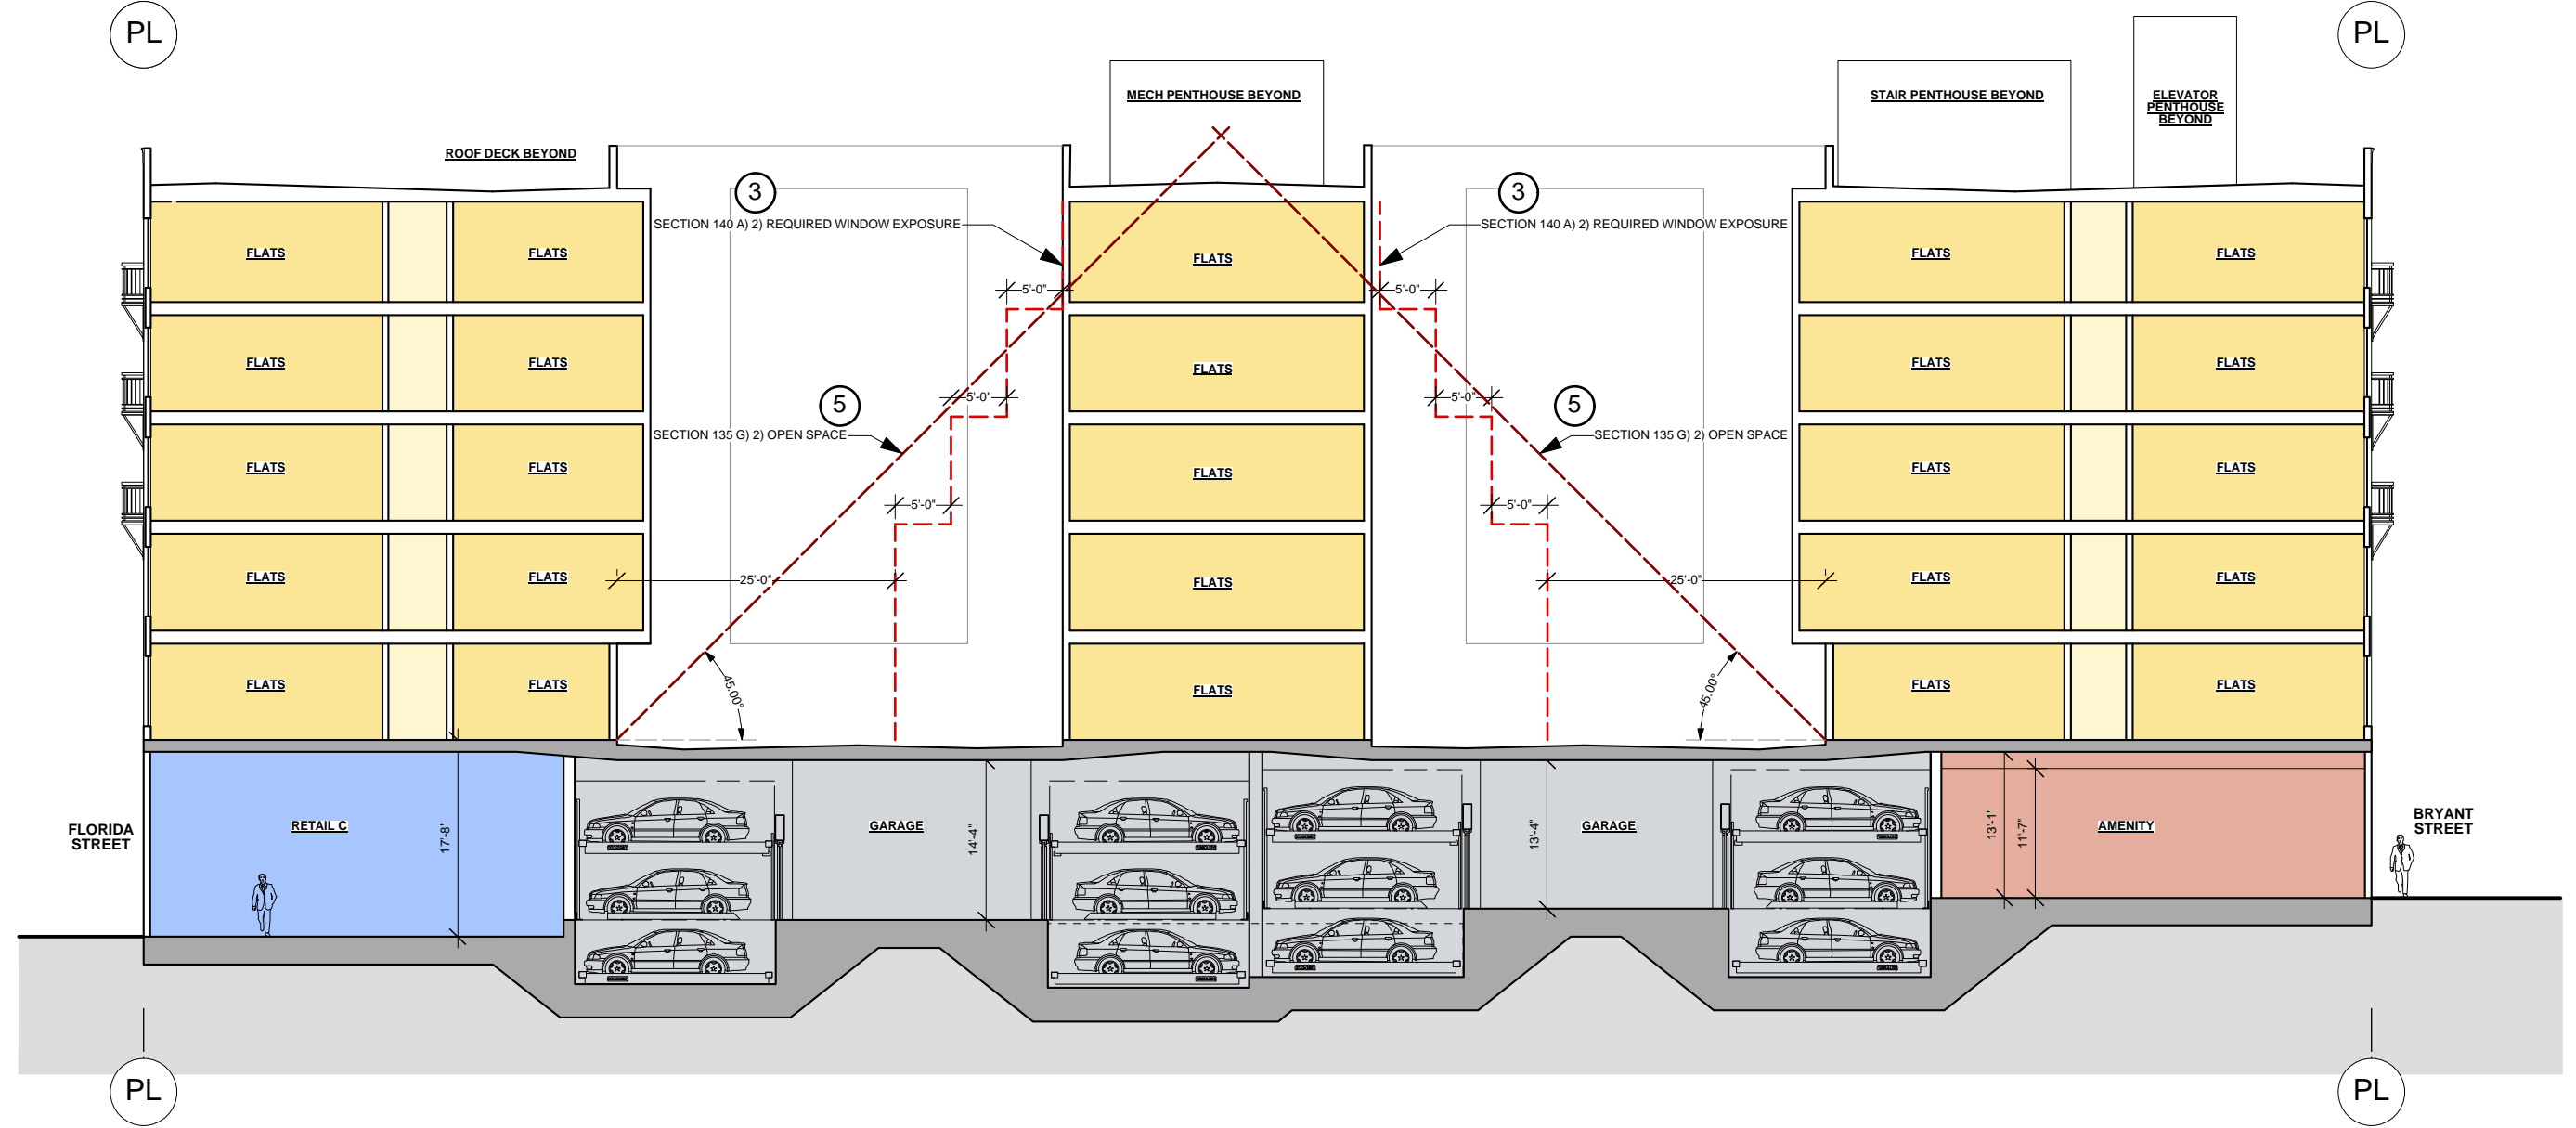 PL
PL
MECH PENTHOUSE BEYOND
STAIR PENTHOUSE BEYOND
ELEVATOR
PENTHOUSE
BEYOND
ROOF DECK BEYOND
3
3
SECTION 140 A) 2) REQUIRED WINDOW EXPOSURE
SECTION 140 A) 2) REQUIRED WINDOW EXPOSURE
FLATS
FLATS
FLATS
FLATS
FLATS
5'-0"
5'-0"
FLATS
FLATS
FLATS
FLATS
FLATS
5'-0"
5'-0"
5
5
SECTION 135 G) 2) OPEN SPACE
SECTION 135 G) 2) OPEN SPACE
FLATS
FLATS
FLATS
FLATS
FLATS
5'-0"
5'-0"
FLATS
FLATS
25'-0"
FLATS
25'-0"
FLATS
FLATS
FLATS
FLATS
45.00°
FLATS
45.00°
FLATS
FLATS
FLORIDA
STREET
RETAIL C
17'-8"
GARAGE
14'-4"
13'-4"
GARAGE
13'-1"
11'-7"
AMENITY
BRYANT
STREET
PL
PL